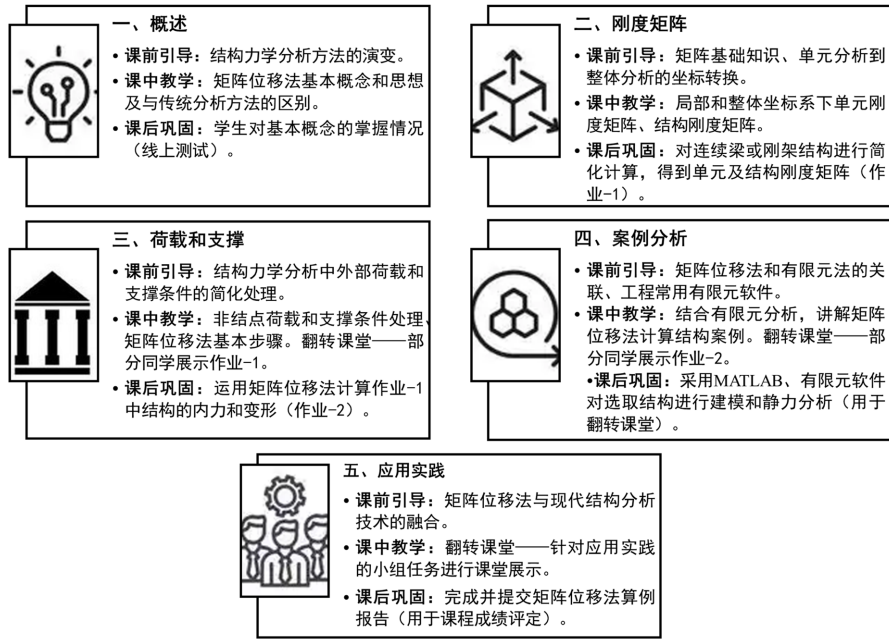 一、概述
• 课前引导：结构力学分析方法的演变。
• 课中教学：矩阵位移法基本概念和思想
及与传统分析方法的区别。
• 课后巩固：学生对基本概念的掌握情况
（线上测试）。
二、刚度矩阵
• 课前引导：矩阵基础知识、单元分析到
整体分析的坐标转换。
• 课中教学：局部和整体坐标系下单元刚
度矩阵、结构刚度矩阵。
• 课后巩固：对连续梁或刚架结构进行简
化计算，得到单元及结构刚度矩阵（作
业-1）。
三、荷载和支撑
• 课前引导：结构力学分析中外部荷载和
支撑条件的简化处理。
• 课中教学：非结点荷载和支撑条件处理、
矩阵位移法基本步骤。翻转课堂——部
分同学展示作业-1。
• 课后巩固：运用矩阵位移法计算作业-1
中结构的内力和变形（作业-2）。
四、案例分析
• 课前引导：矩阵位移法和有限元法的关
联、工程常用有限元软件。
• 课中教学：结合有限元分析，讲解矩阵
位移法计算结构案例。翻转课堂——部
分同学展示作业-2。
•课后巩固：采用MATLAB、有限元软件
对选取结构进行建模和静力分析（用于
翻转课堂）。
五、应用实践
• 课前引导：矩阵位移法与现代结构分析
技术的融合。
• 课中教学：翻转课堂——针对应用实践
的小组任务进行课堂展示。
• 课后巩固：完成并提交矩阵位移法算例
报告（用于课程成绩评定）。